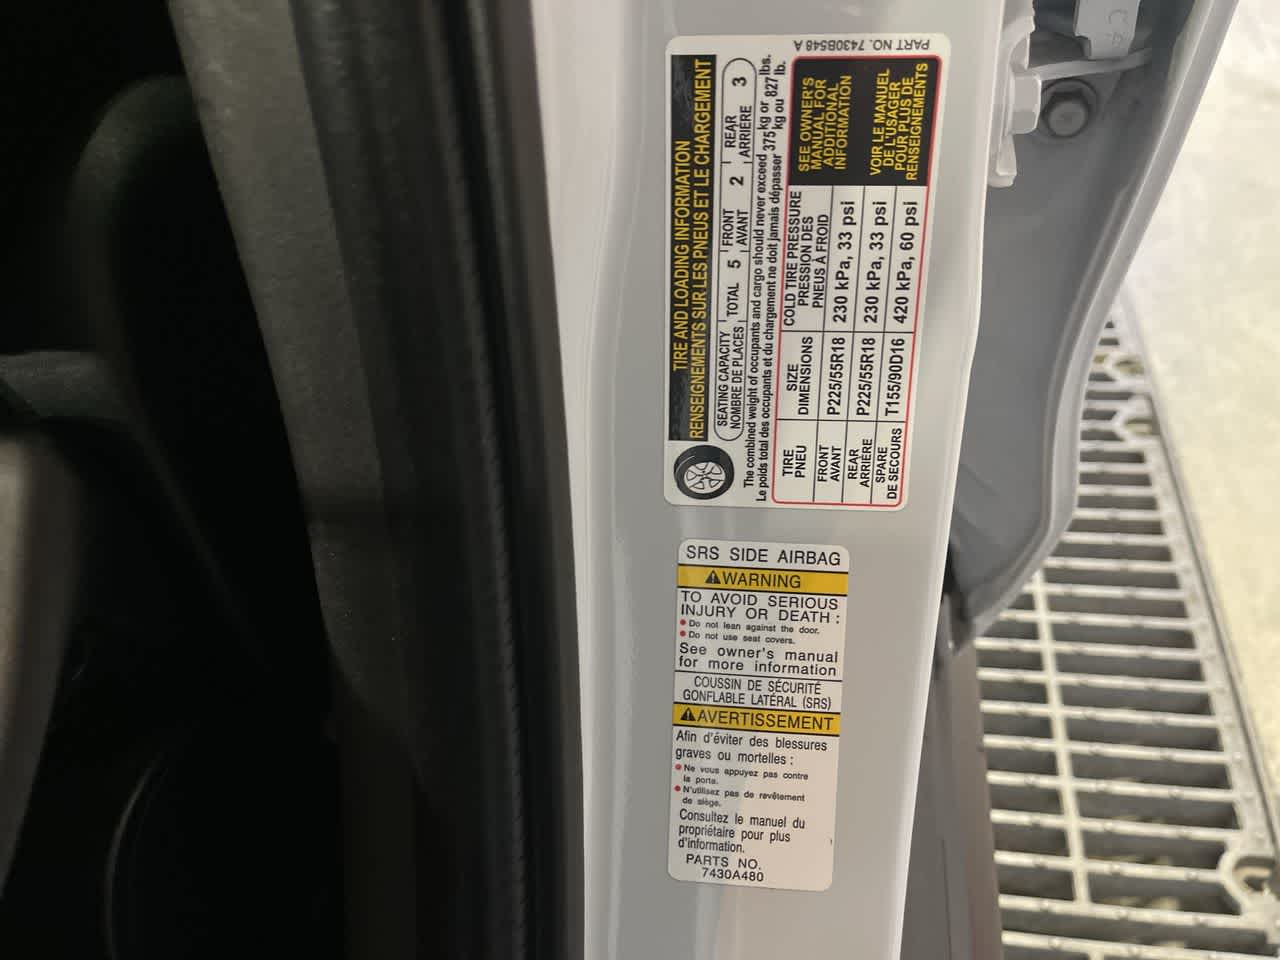 TIRE AND LOADING INFORMATION
RENSEIGNEMENTS SUR LES PNEUS ET LE CHARGEMENT
SEATING CAPACITY
NOMBRE DE PLACES
TOTAL 5
FRONT
AVANT
2
REAR
ARRIÈRE
3
The combined weight of occupants and cargo should never exceed 375 kg or 827 lbs.
Le poids total des occupants et du chargement ne doit jamais dépasser 375 kg ou 827 lb.
TIRE
PNEU
SIZE
DIMENSIONS
COLD TIRE PRESSURE
PRESSION DES
PNEUS À FROID
FRONT
AVANT
P225/55R18
230 kPa, 33 psi
REAR
ARRIÈRE
P225/55R18
230 kPa, 33 psi
SPARE
DE SECOURS
T155/90D16
420 kPa, 60 psi
SEE OWNER'S
MANUAL FOR
ADDITIONAL
INFORMATION
VOIR LE MANUEL
DE L'USAGER
POUR PLUS DE
RENSEIGNEMENTS
PART NO. 7430B548 A
SRS SIDE AIRBAG
WARNING
TO AVOID SERIOUS
INJURY OR DEATH :
• Do not lean against the door.
• Do not use seat covers.
See owner's manual
for more information
COUSSIN DE SÉCURITÉ
GONFLABLE LATÉRAL (SRS)
AVERTISSEMENT
Afin d'éviter des blessures
graves ou mortelles :
• Ne vous appuyez pas contre
la porte.
• N'utilisez pas de revêtement
de siège.
Consultez le manuel du
propriétaire pour plus
d'information.
PARTS NO.
7430A480